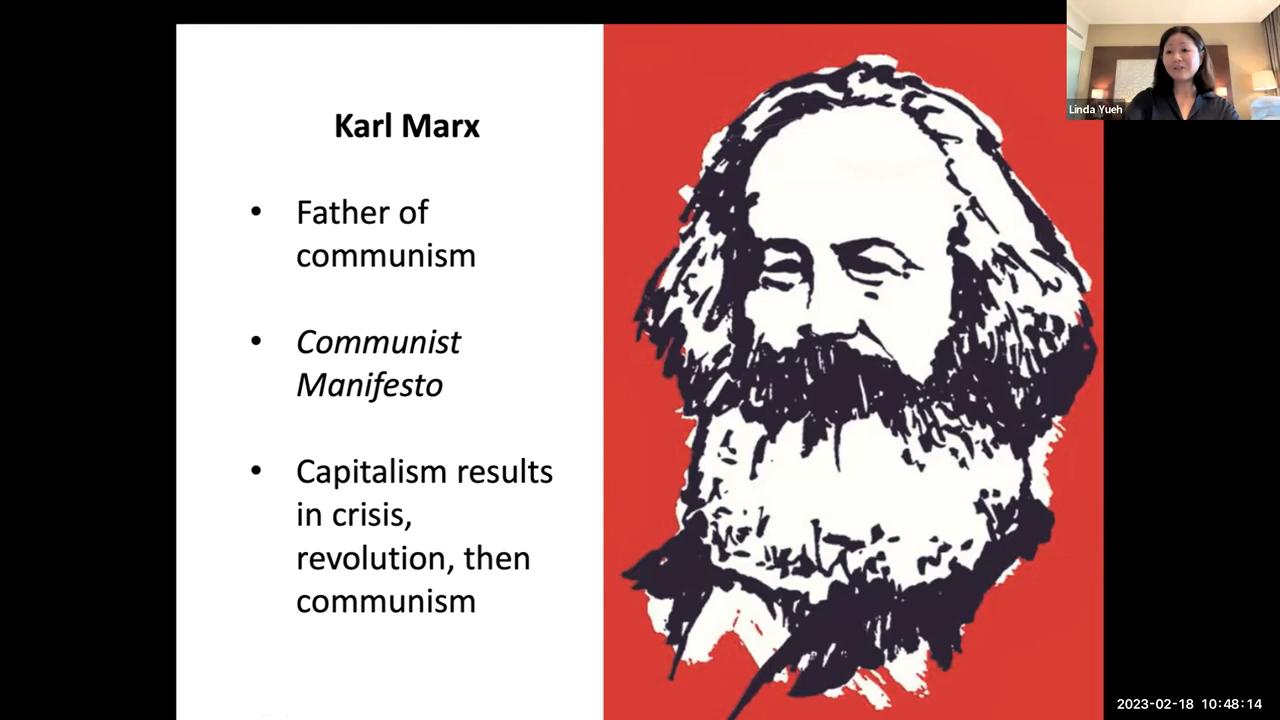 Karl Marx
• Father of
communism
• Communist
Manifesto
• Capitalism results
in crisis,
revolution, then
communism
Linda Yueh
2023-02-18 10:48:14